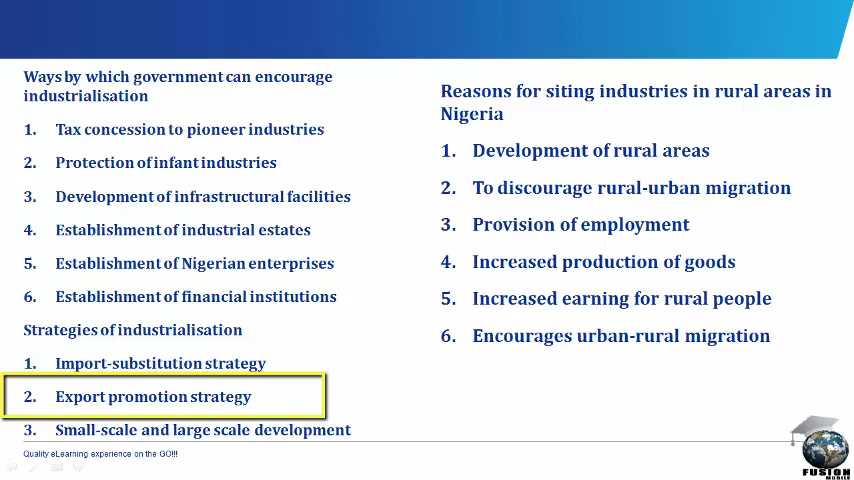 Ways by which government can encourage
industrialisation
1. Tax concession to pioneer industries
2. Protection of infant industries
3. Development of infrastructural facilities
4. Establishment of industrial estates
5. Establishment of Nigerian enterprises
6. Establishment of financial institutions
Strategies of industrialisation
1. Import-substitution strategy
2. Export promotion strategy
3. Small-scale and large scale development
Reasons for siting industries in rural areas in
Nigeria
1. Development of rural areas
2. To discourage rural-urban migration
3. Provision of employment
4. Increased production of goods
5. Increased earning for rural people
6. Encourages urban-rural migration
Quality eLearning experience on the GO!!!
FUSION
MOBILE